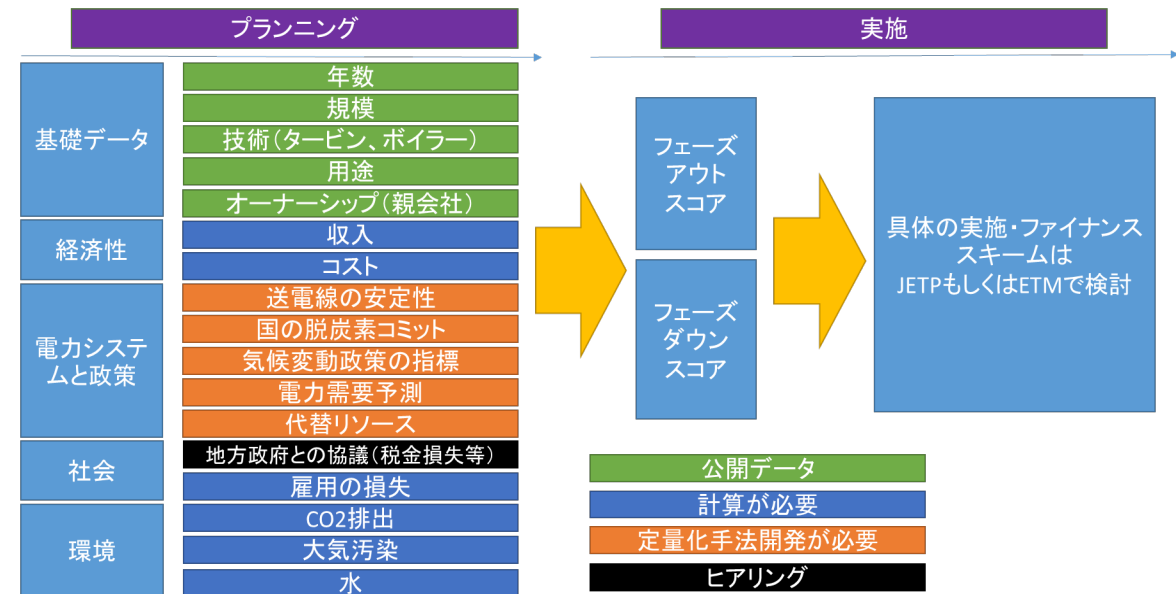 プランニング
実施
基礎データ
年数
規模
技術（タービン、ボイラー）
用途
オーナーシップ（親会社）
経済性
収入
コスト
電力システ
ムと政策
送電線の安定性
国の脱炭素コミット
気候変動政策の指標
電力需要予測
代替リソース
社会
地方政府との協議（税金損失等）
雇用の損失
環境
CO2排出
大気汚染
水
フェーズ
アウト
スコア
フェーズ
ダウン
スコア
具体の実施・ファイナンス
スキームは
JETPもしくはETMで検討
公開データ
計算が必要
定量化手法開発が必要
ヒアリング